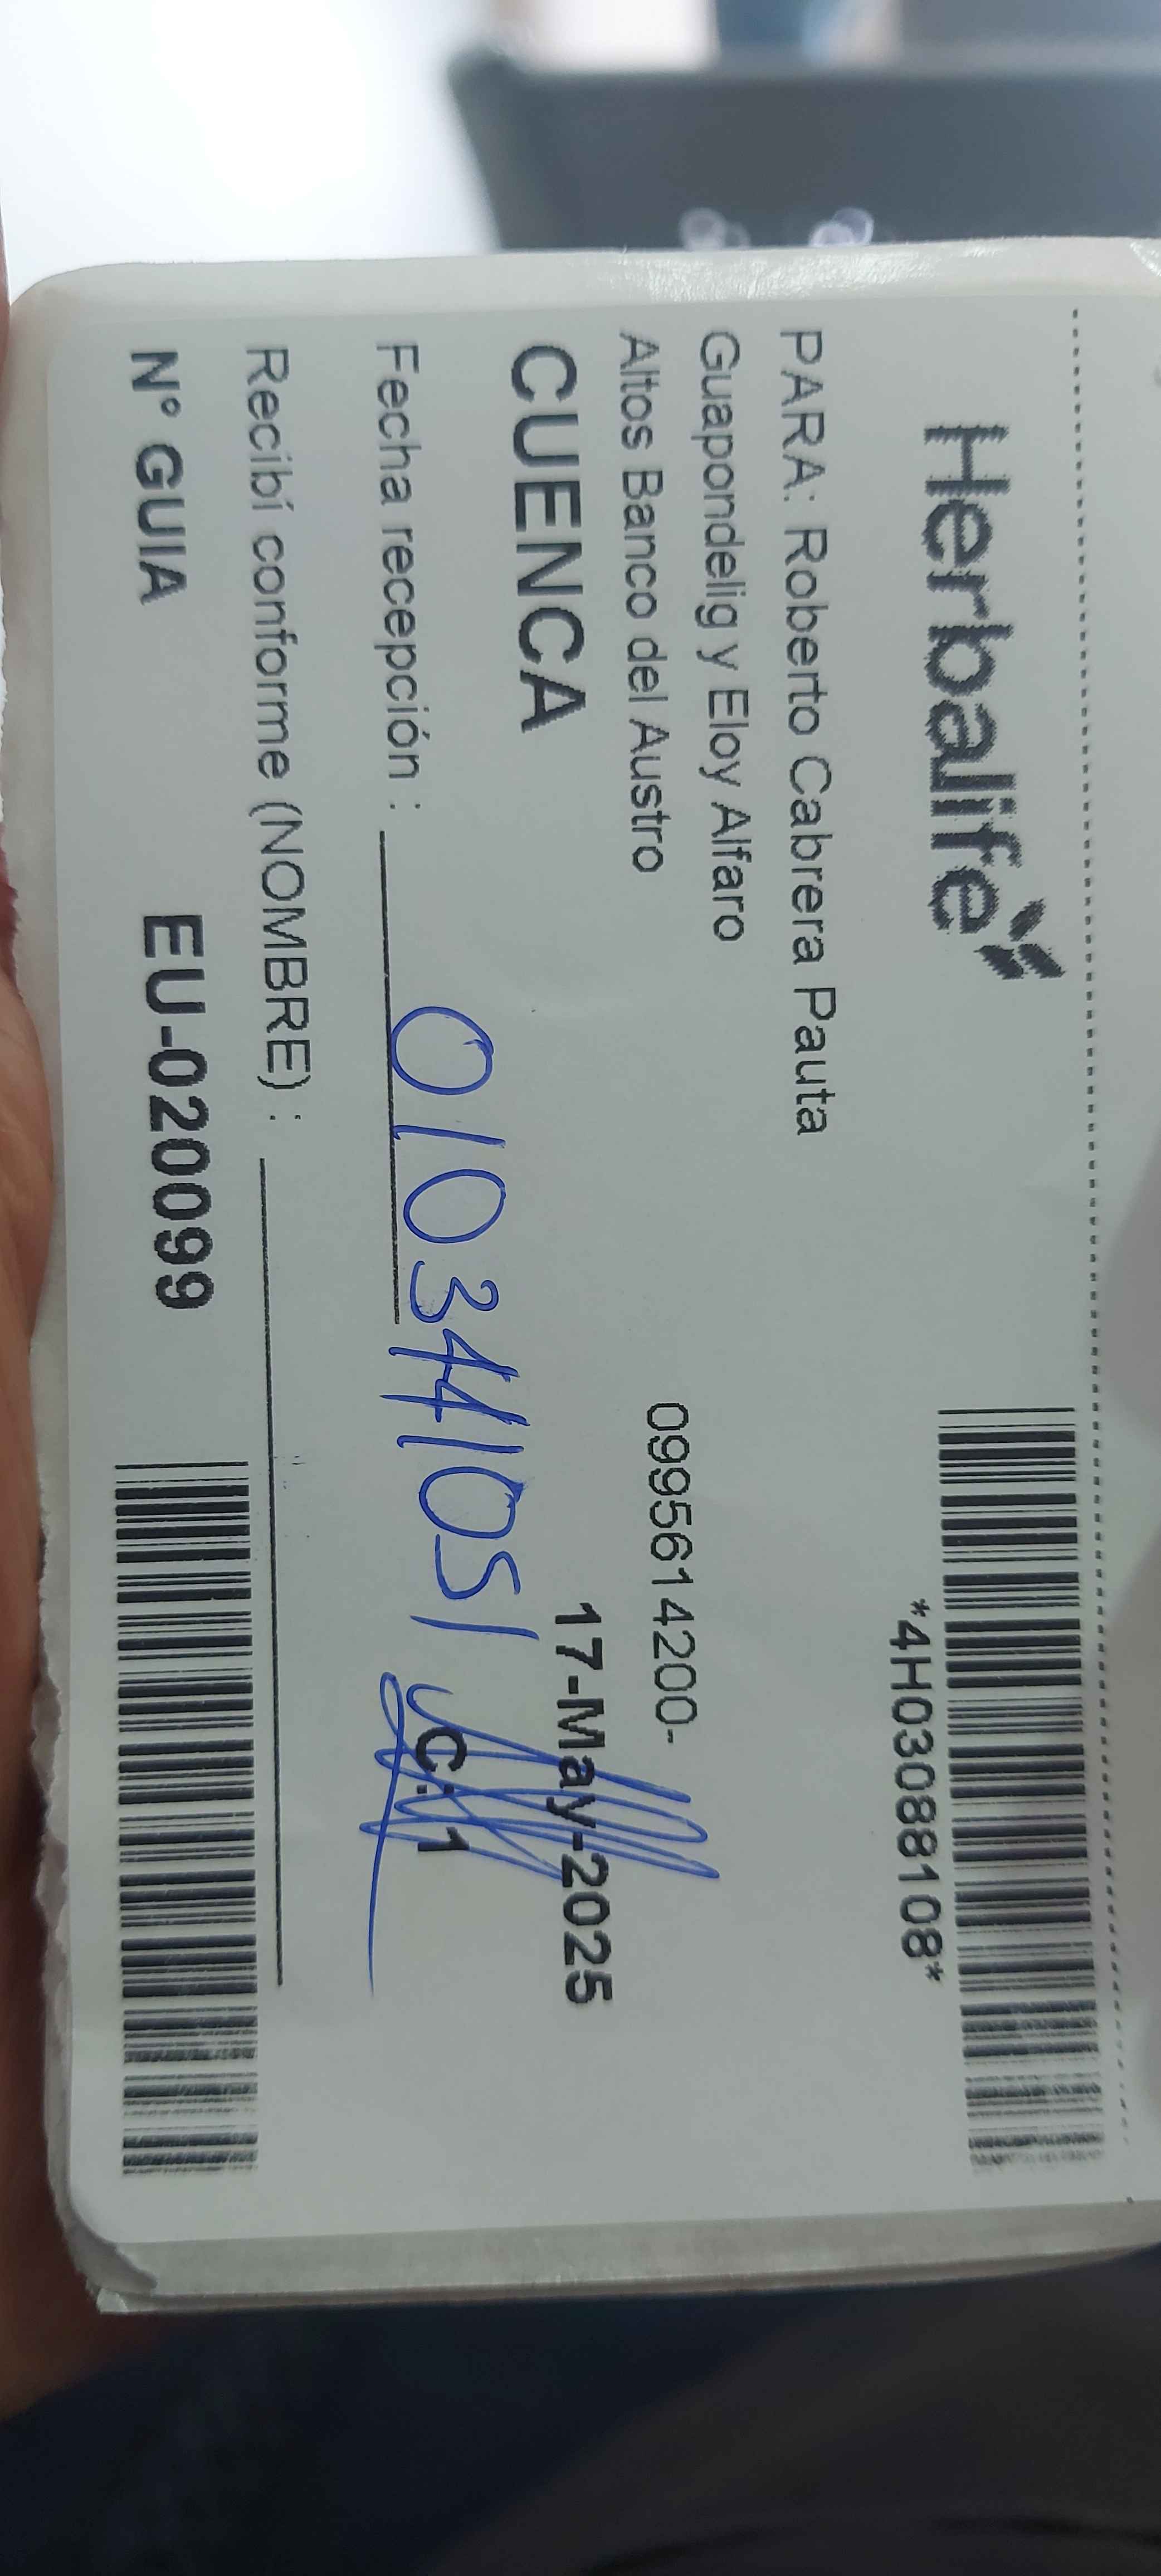 Herbalife
*4H03088108*
PARA: Roberto Cabrera Pauta
Guapondelig y Eloy Alfaro
Altos Banco del Austro
0995614200-
CUENCA
17-May-2025
Fecha recepción :
0103441051
C: 1
Recibí conforme (NOMBRE) :
N° GUIA EU-020099